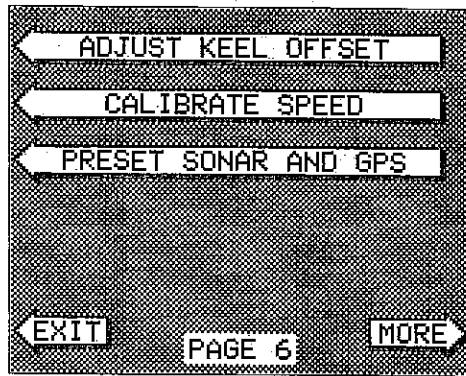 ADJUST KEEL OFFSET
CALIBRATE SPEED
PRESET SONAR AND GPS
EXIT PAGE 6 MORE